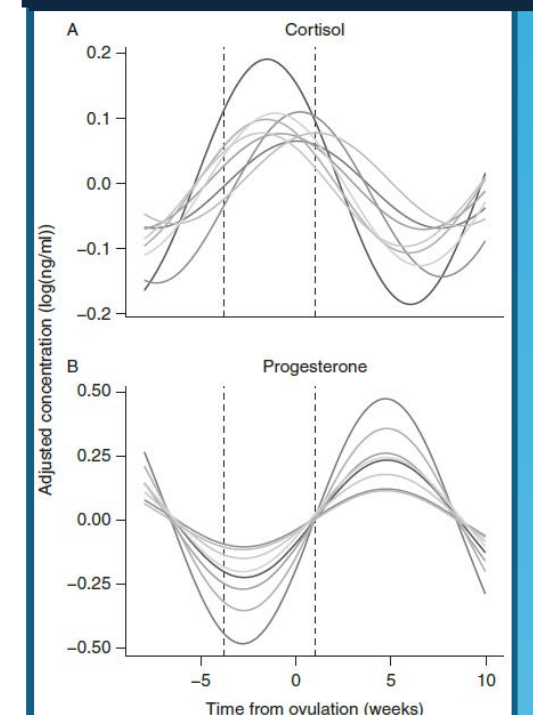 A
Cortisol
0.2
0.1
0.0
−0.1
−0.2
Adjusted concentration (log(ng/ml))
B
Progesterone
0.50
0.25
0.00
−0.25
−0.50
−5
0
5
10
Time from ovulation (weeks)